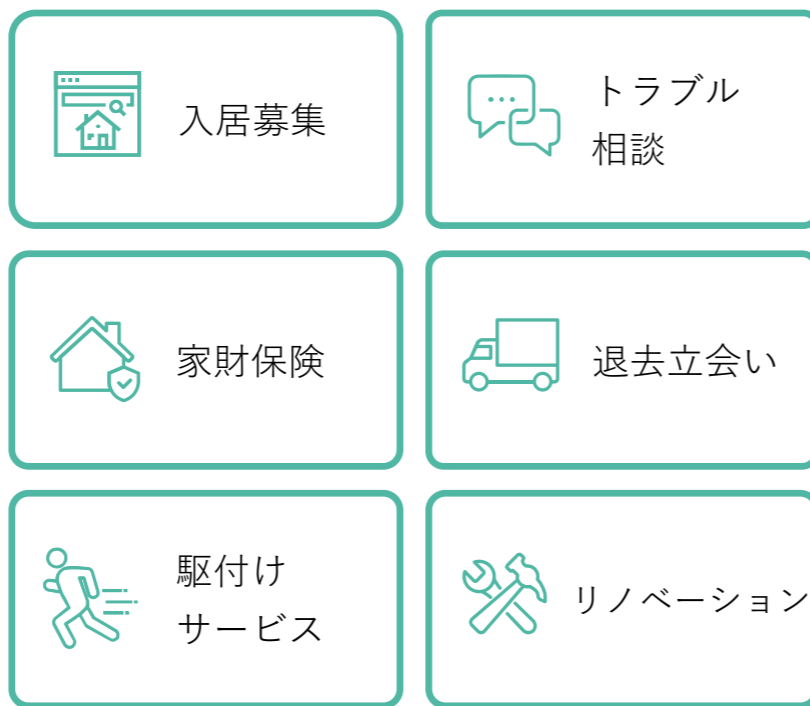 入居募集
トラブル
相談
家財保険
退去立会い
駆付け
サービス
リノベーション